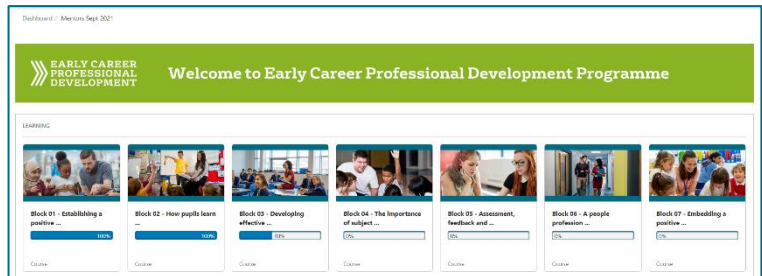 Dashboard / Mentors Sept 2021
EARLY CAREER
PROFESSIONAL
DEVELOPMENT
Welcome to Early Career Professional Development Programme
LEARNING
Block 01 - Establishing a
positive ...
100%
Course
Block 02 - How pupils learn
...
100%
Course
Block 03 - Developing
effective ...
Course
Block 04 - The Importance
of subject ...
0%
Course
Block 05 - Assessment,
feedback and ...
0%
Course
Block 06 - A people
profession ...
0%
Course
Block 07 - Embedding a
positive ...
0%
Course